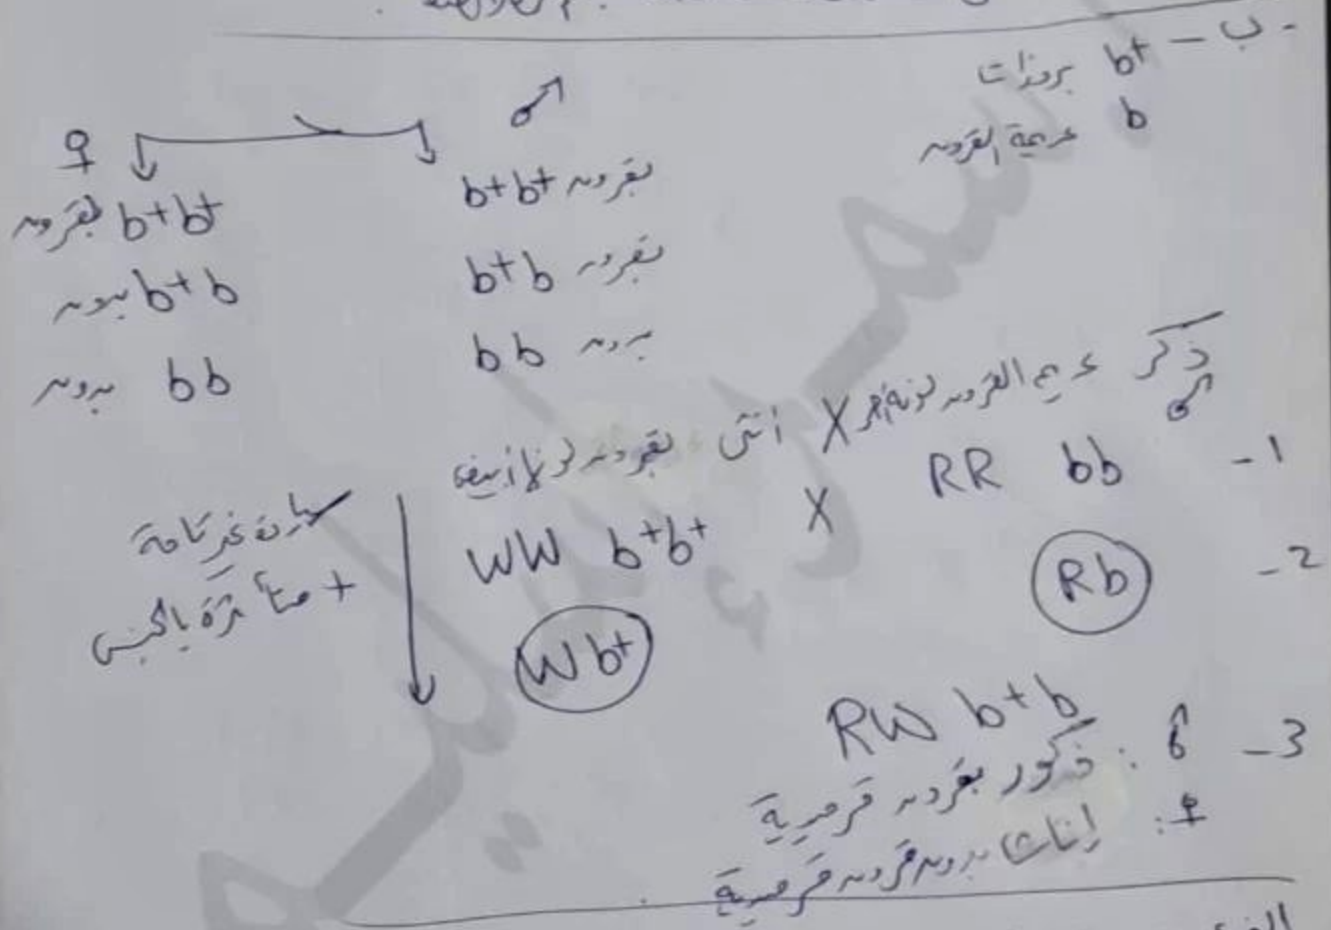 - ب - b+ بروزات
b عديمة القرون
♂ ♀
b+b+ بقرون
b+b بقرون
bb بدون
b+b+ بقرون
b+b بدون
bb بدون
ذكر عديم القرون لونه أحمر X أنثى بقرون لونها أبيض
♂
1- RR bb X WW b+b+
2- Rb Wb+
سيادة غير تامة
+ متأثرة بالجنس
RW b+b
3- ♂ : ذكور بقرون قرميدية
♀ : إناث بدون قرون قرميدية